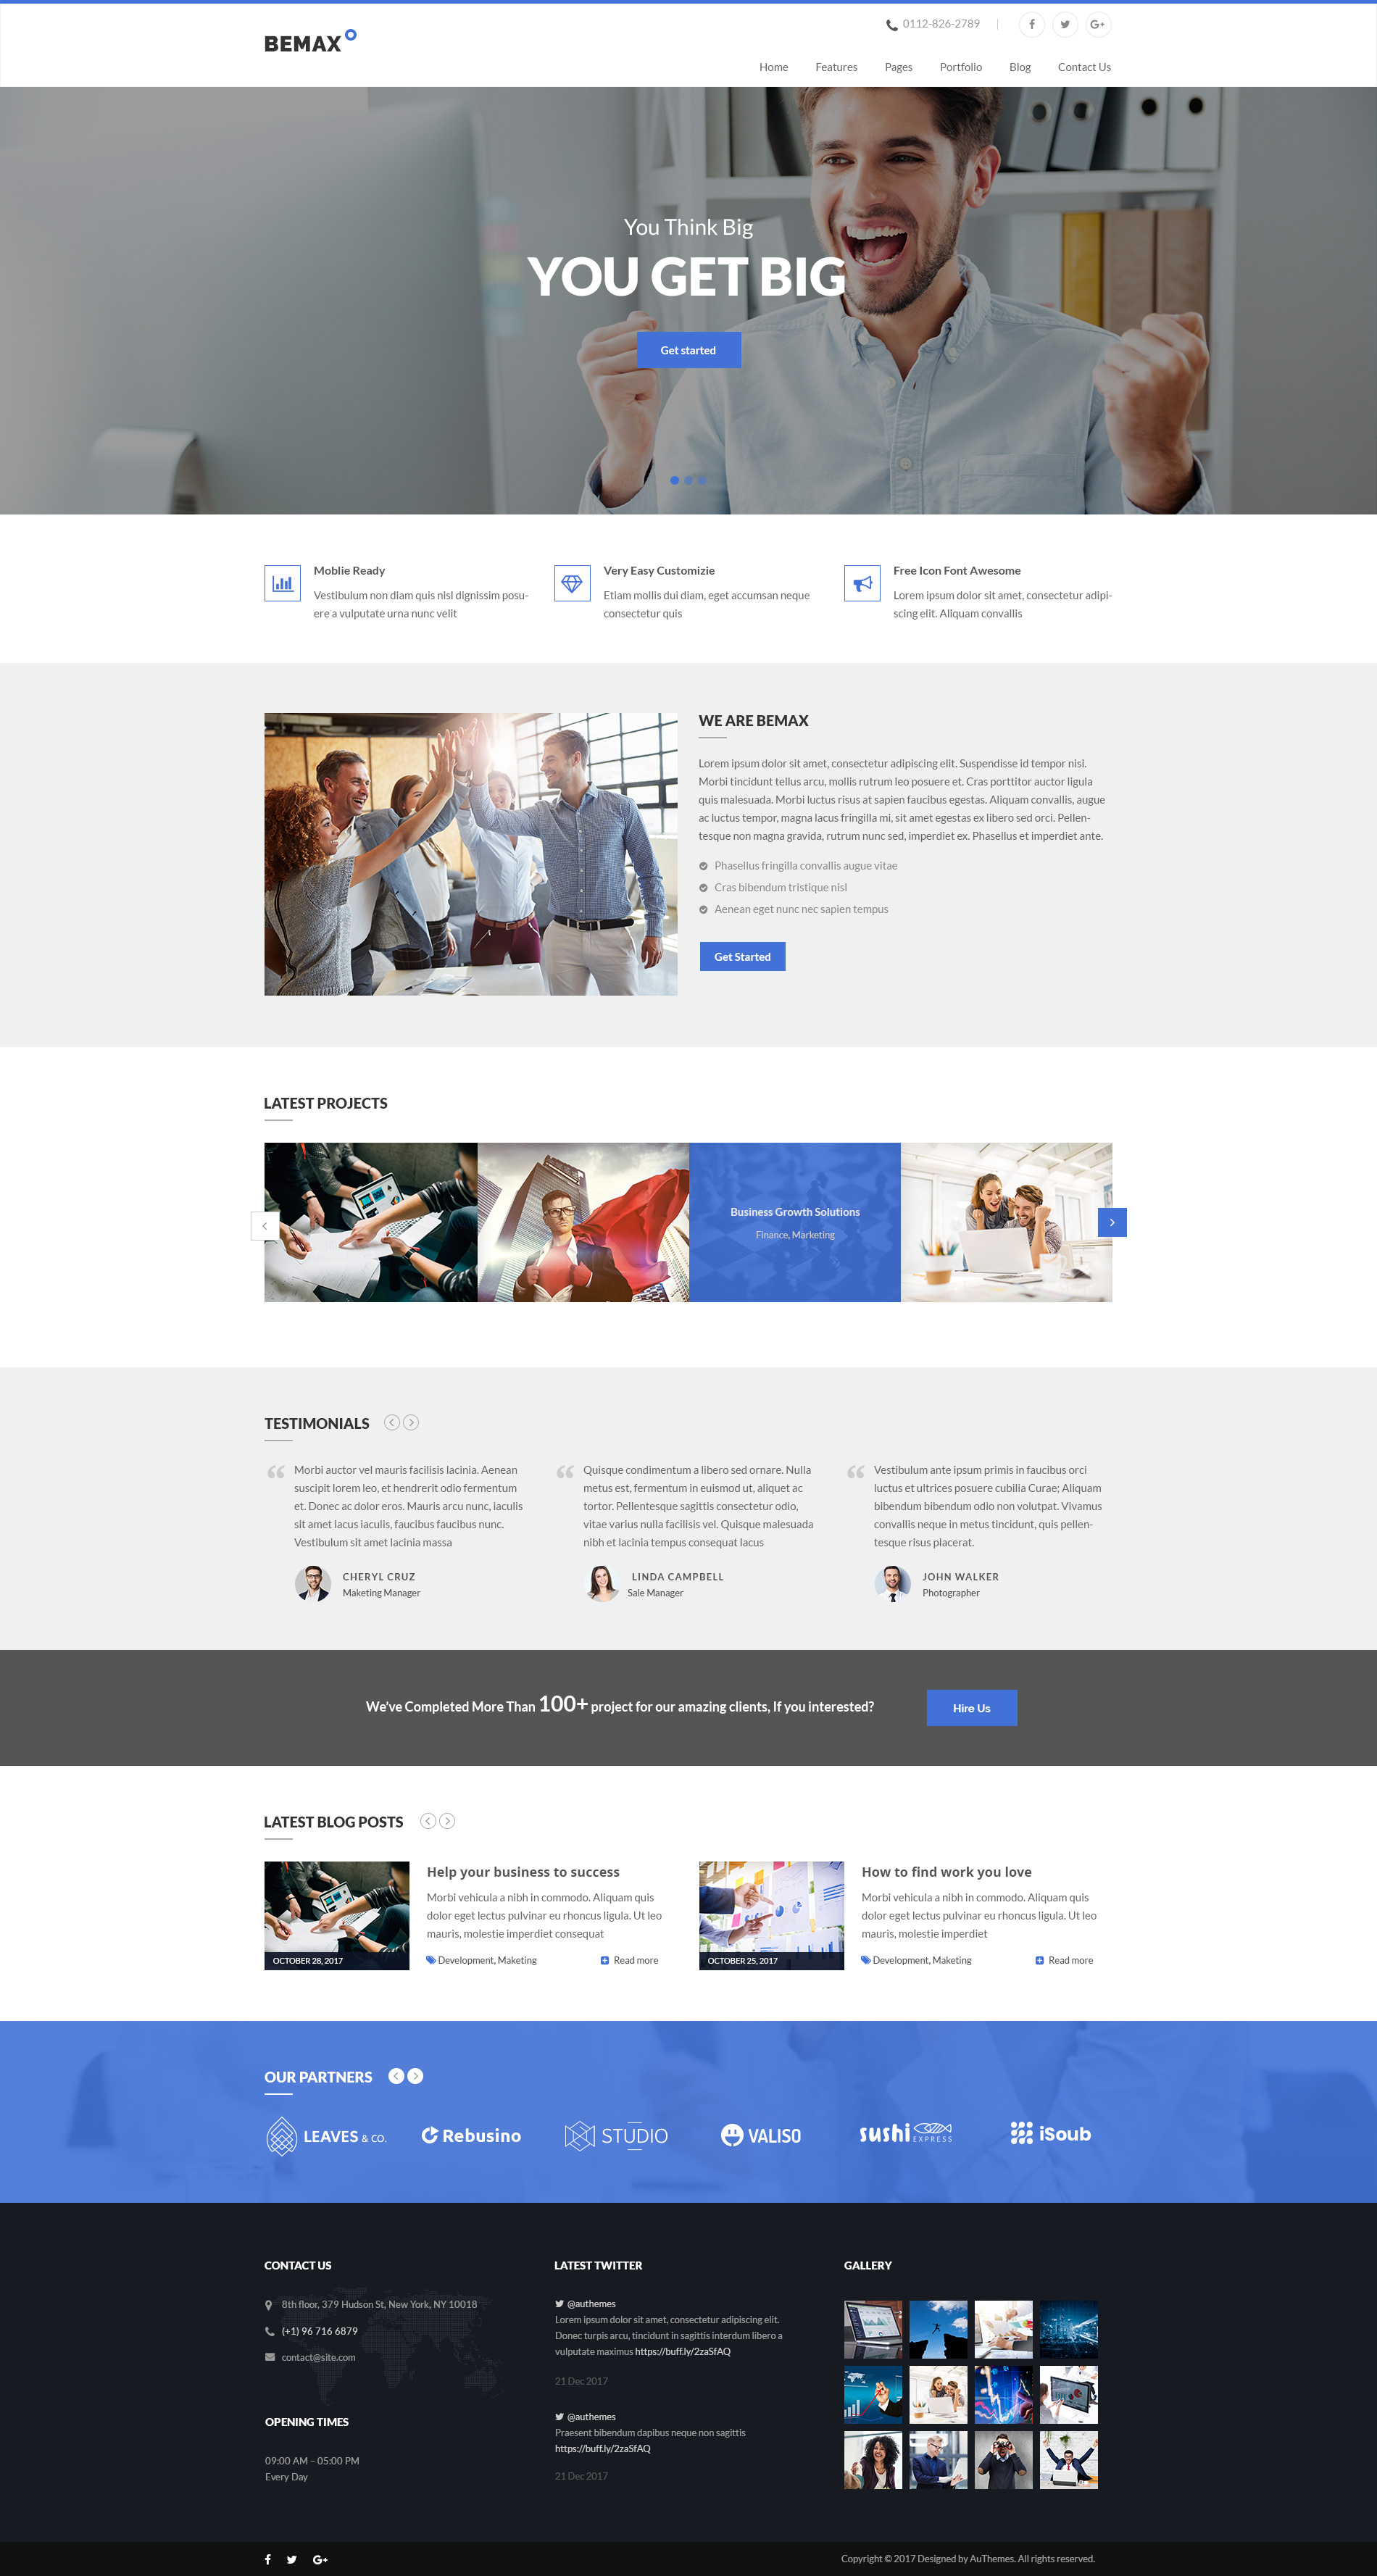 0112-826-2789
BEMAX
Home Features Pages Portfolio Blog Contact Us
You Think Big
YOU GET BIG
Get started
Moblie Ready
Vestibulum non diam quis nisl dignissim posu-
ere a vulputate urna nunc velit
Very Easy Customizie
Etiam mollis dui diam, eget accumsan neque
consectetur quis
Free Icon Font Awesome
Lorem ipsum dolor sit amet, consectetur adipi-
scing elit. Aliquam convallis
WE ARE BEMAX
Lorem ipsum dolor sit amet, consectetur adipiscing elit. Suspendisse id tempor nisi.
Morbi tincidunt tellus arcu, mollis rutrum leo posuere et. Cras porttitor auctor ligula
quis malesuada. Morbi luctus risus at sapien faucibus egestas. Aliquam convallis, augue
ac luctus tempor, magna lacus fringilla mi, sit amet egestas ex libero sed orci. Pellen-
tesque non magna gravida, rutrum nunc sed, imperdiet ex. Phasellus et imperdiet ante.
Phasellus fringilla convallis augue vitae
Cras bibendum tristique nisl
Aenean eget nunc nec sapien tempus
Get Started
LATEST PROJECTS
Business Growth Solutions
Finance, Marketing
TESTIMONIALS
Morbi auctor vel mauris facilisis lacinia. Aenean
suscipit lorem leo, et hendrerit odio fermentum
et. Donec ac dolor eros. Mauris arcu nunc, iaculis
sit amet lacus iaculis, faucibus faucibus nunc.
Vestibulum sit amet lacinia massa
CHERYL CRUZ
Maketing Manager
Quisque condimentum a libero sed ornare. Nulla
metus est, fermentum in euismod ut, aliquet ac
tortor. Pellentesque sagittis consectetur odio,
vitae varius nulla facilisis vel. Quisque malesuada
nibh et lacinia tempus consequat lacus
LINDA CAMPBELL
Sale Manager
Vestibulum ante ipsum primis in faucibus orci
luctus et ultrices posuere cubilia Curae; Aliquam
bibendum bibendum odio non volutpat. Vivamus
convallis neque in metus tincidunt, quis pellen-
tesque risus placerat.
JOHN WALKER
Photographer
We've Completed More Than 100+ project for our amazing clients, If you interested?
Hire Us
LATEST BLOG POSTS
OCTOBER 28, 2017
Help your business to success
Morbi vehicula a nibh in commodo. Aliquam quis
dolor eget lectus pulvinar eu rhoncus ligula. Ut leo
mauris, molestie imperdiet consequat
Development, Maketing Read more
OCTOBER 25, 2017
How to find work you love
Morbi vehicula a nibh in commodo. Aliquam quis
dolor eget lectus pulvinar eu rhoncus ligula. Ut leo
mauris, molestie imperdiet
Development, Maketing Read more
OUR PARTNERS
LEAVES & CO.
Rebusino
STUDIO
VALISO
sushi EXPRESS
iSoub
CONTACT US
8th floor, 379 Hudson St, New York, NY 10018
(+1) 96 716 6879
contact@site.com
OPENING TIMES
09:00 AM – 05:00 PM
Every Day
LATEST TWITTER
@authemes
Lorem ipsum dolor sit amet, consectetur adipiscing elit.
Donec turpis arcu, tincidunt in sagittis interdum libero a
vulputate maximus https://buff.ly/2zaSfAQ
21 Dec 2017
@authemes
Praesent bibendum dapibus neque non sagittis
https://buff.ly/2zaSfAQ
21 Dec 2017
GALLERY
Copyright © 2017 Designed by AuThemes. All rights reserved.